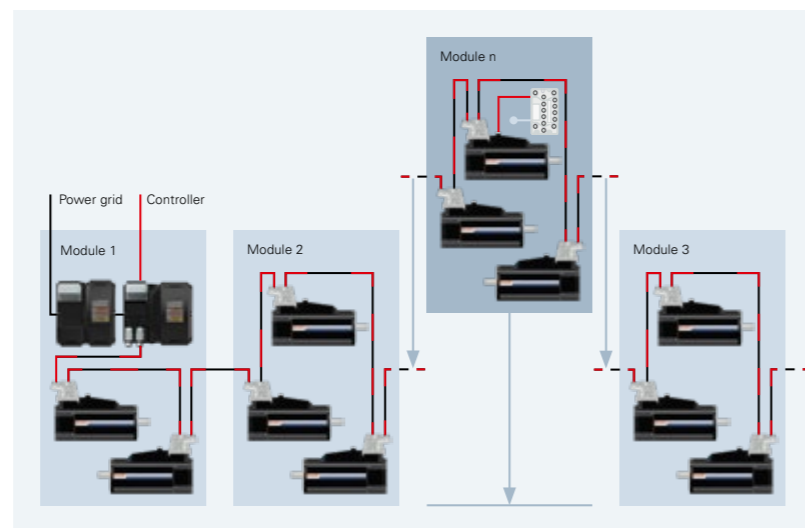 Module n
Power grid
Controller
Module 1
Module 2
Module 3